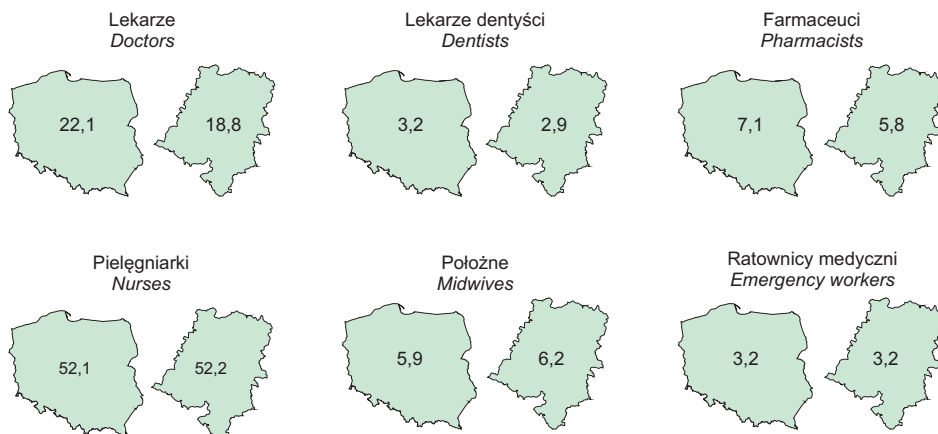 Lekarze
Doctors
22,1
18,8
Lekarze dentyści
Dentists
3,2
2,9
Farmaceuci
Pharmacists
7,1
5,8
Pielęgniarki
Nurses
52,1
52,2
Położne
Midwives
5,9
6,2
Ratownicy medyczni
Emergency workers
3,2
3,2